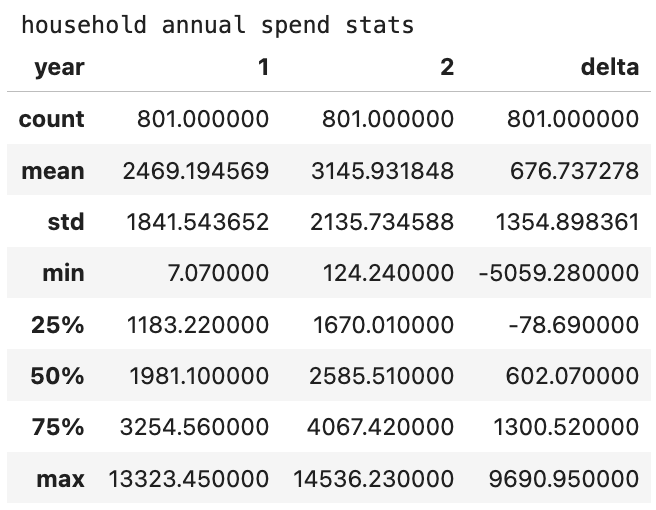 household annual spend stats
year 1 2 delta
count 801.000000 801.000000 801.000000
mean 2469.194569 3145.931848 676.737278
std 1841.543652 2135.734588 1354.898361
min 7.070000 124.240000 -5059.280000
25% 1183.220000 1670.010000 -78.690000
50% 1981.100000 2585.510000 602.070000
75% 3254.560000 4067.420000 1300.520000
max 13323.450000 14536.230000 9690.950000